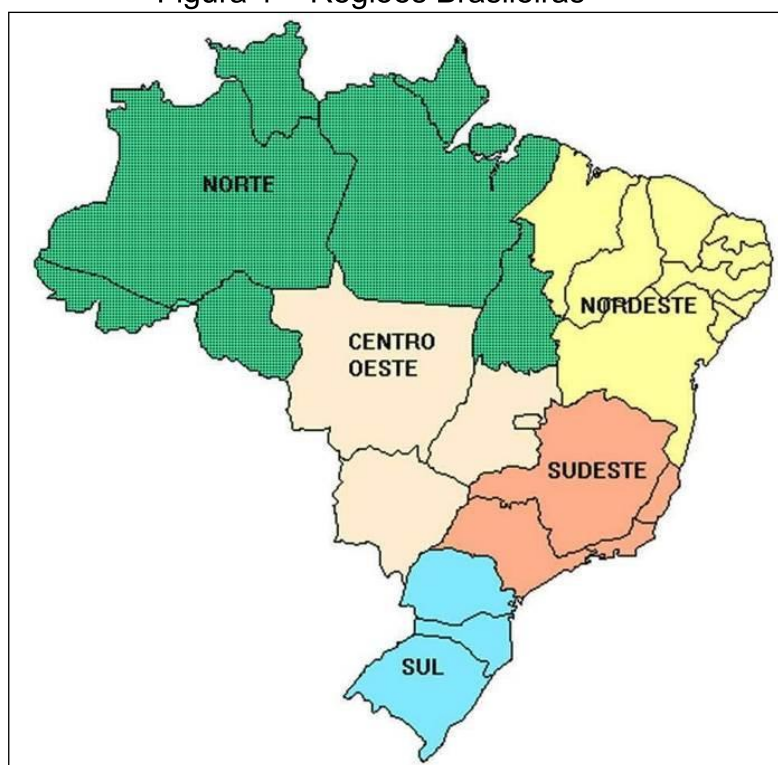 Figura 1 – Regiões Brasileiras
NORTE
NORDESTE
CENTRO
OESTE
SUDESTE
SUL